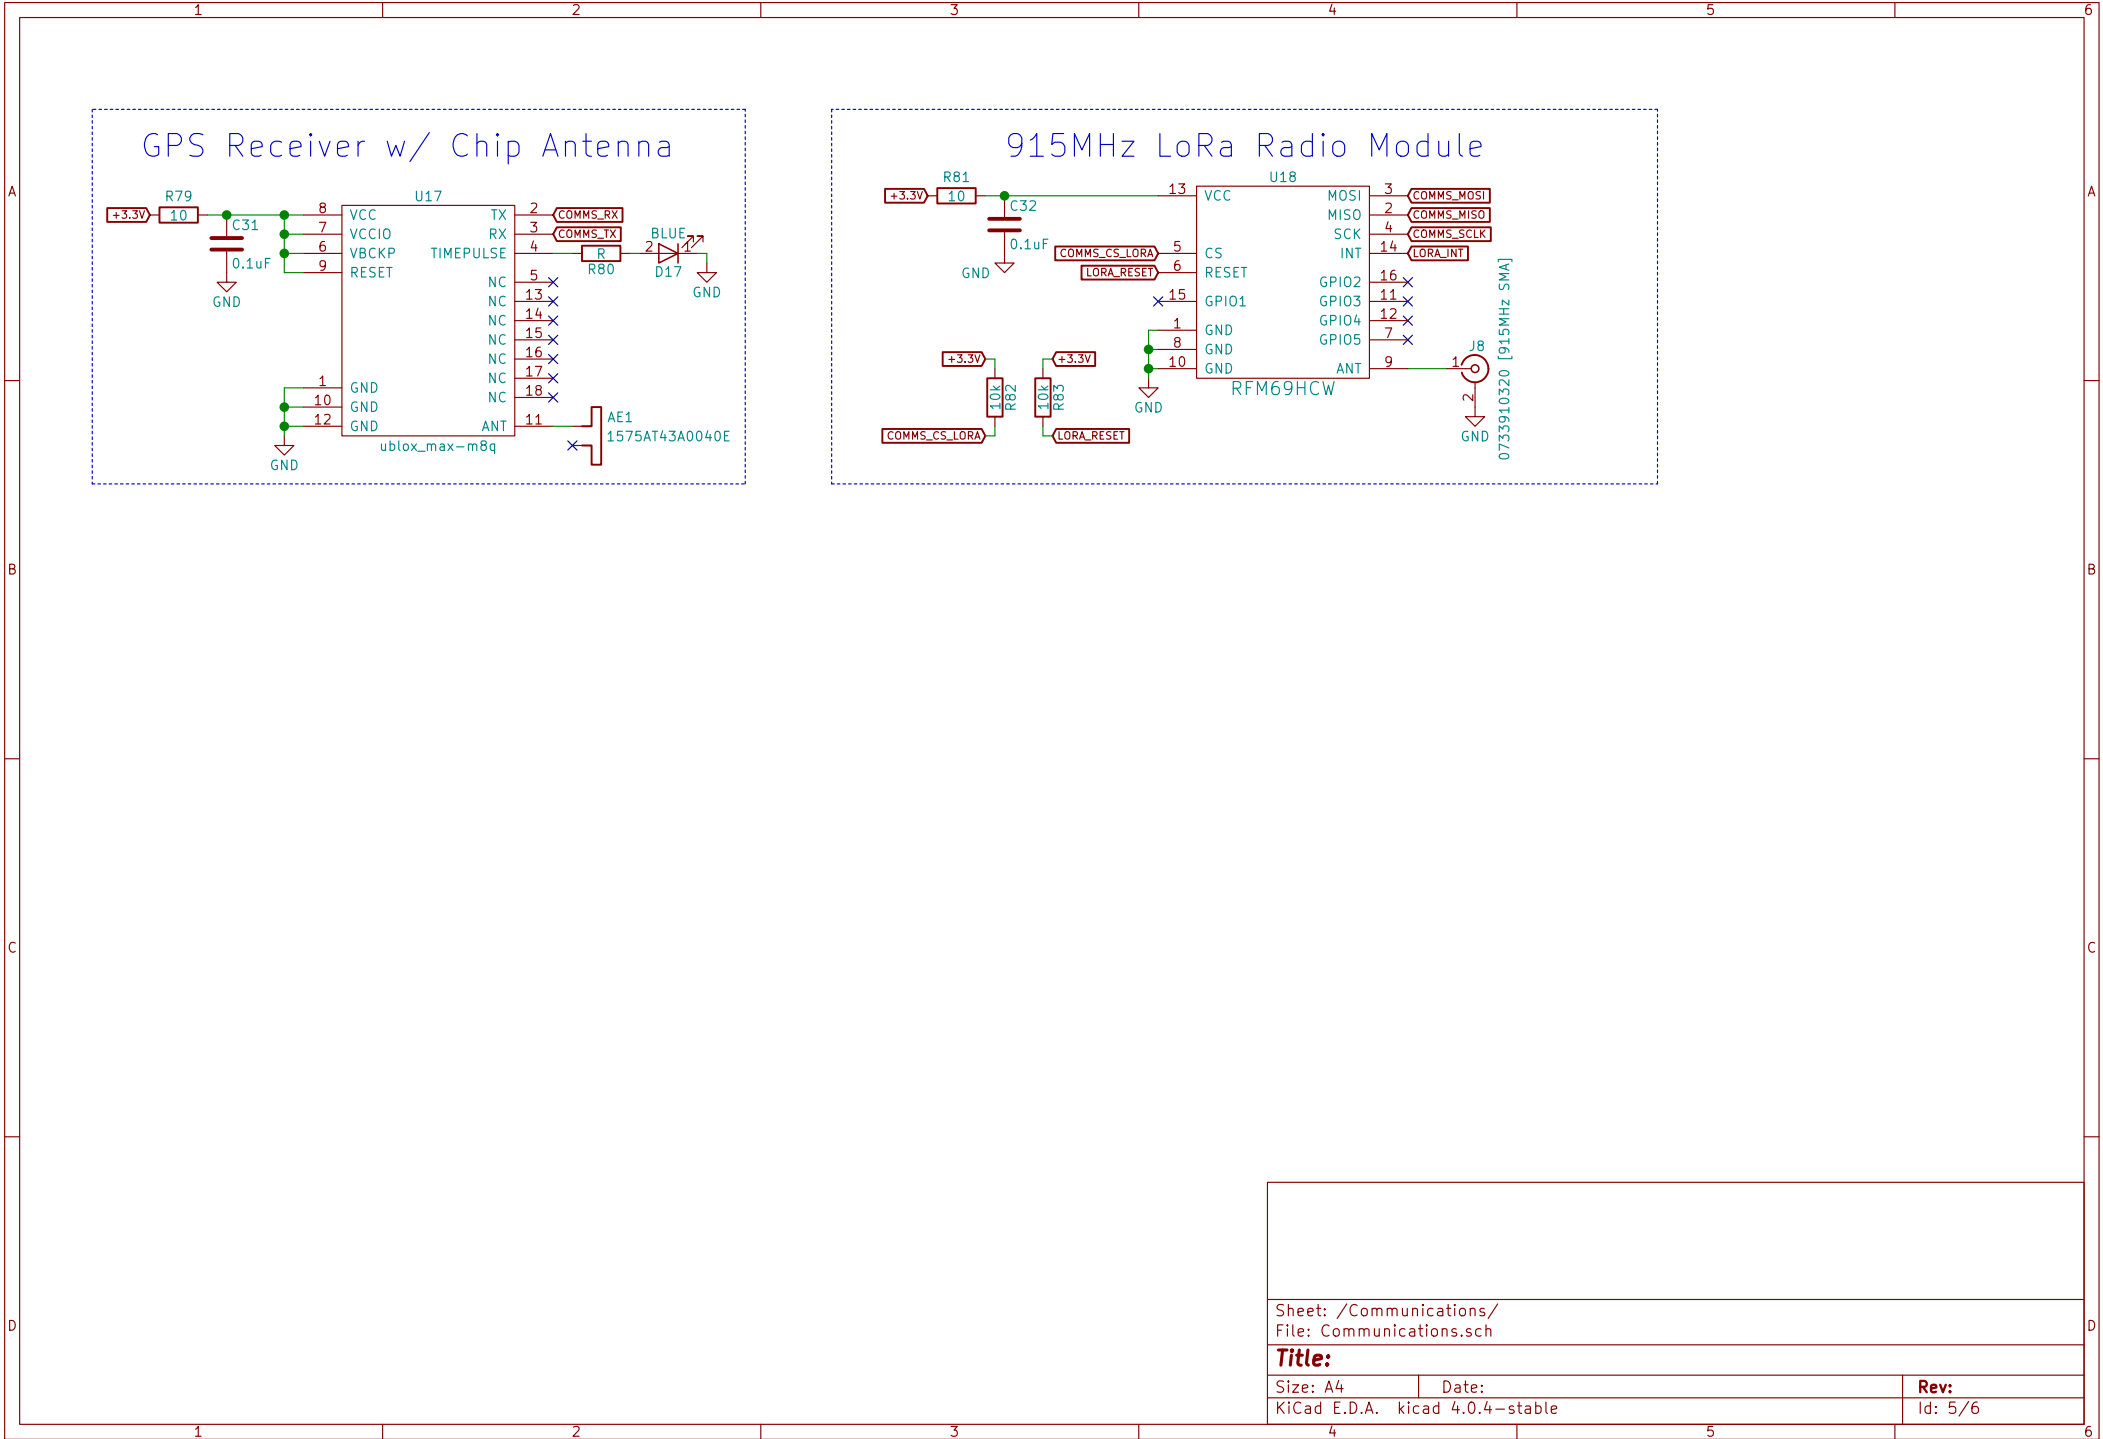 1 2 3 4 5 6
A
B
C
D
A
B
C
D
GPS Receiver w/ Chip Antenna
+3.3V
R79
10
C31
0.1uF
GND
U17
8 VCC
7 VCCIO
6 VBCKP
9 RESET
1 GND
10 GND
12 GND
GND
TX 2 COMMS_RX
RX 3 COMMS_TX
TIMEPULSE 4
R
R80
BLUE
2 1
D17
GND
NC 5
NC 13
NC 14
NC 15
NC 16
NC 17
NC 18
ANT 11
AE1
1575AT43A0040E
ublox_max-m8q
915MHz LoRa Radio Module
+3.3V
R81
10
C32
0.1uF
GND
U18
13 VCC
COMMS_CS_LORA 5 CS
LORA_RESET 6 RESET
15 GPIO1
1 GND
8 GND
10 GND
GND
MOSI 3 COMMS_MOSI
MISO 2 COMMS_MISO
SCK 4 COMMS_SCLK
INT 14 LORA_INT
GPIO2 16
GPIO3 11
GPIO4 12
GPIO5 7
ANT 9
RFM69HCW
J8
1
2
GND
0733910320 [915MHz SMA]
+3.3V
10k
R82
COMMS_CS_LORA
+3.3V
10k
R83
LORA_RESET
Sheet: /Communications/
File: Communications.sch
Title:
Size: A4 Date: Rev:
KiCad E.D.A. kicad 4.0.4-stable Id: 5/6
1 2 3 4 5 6